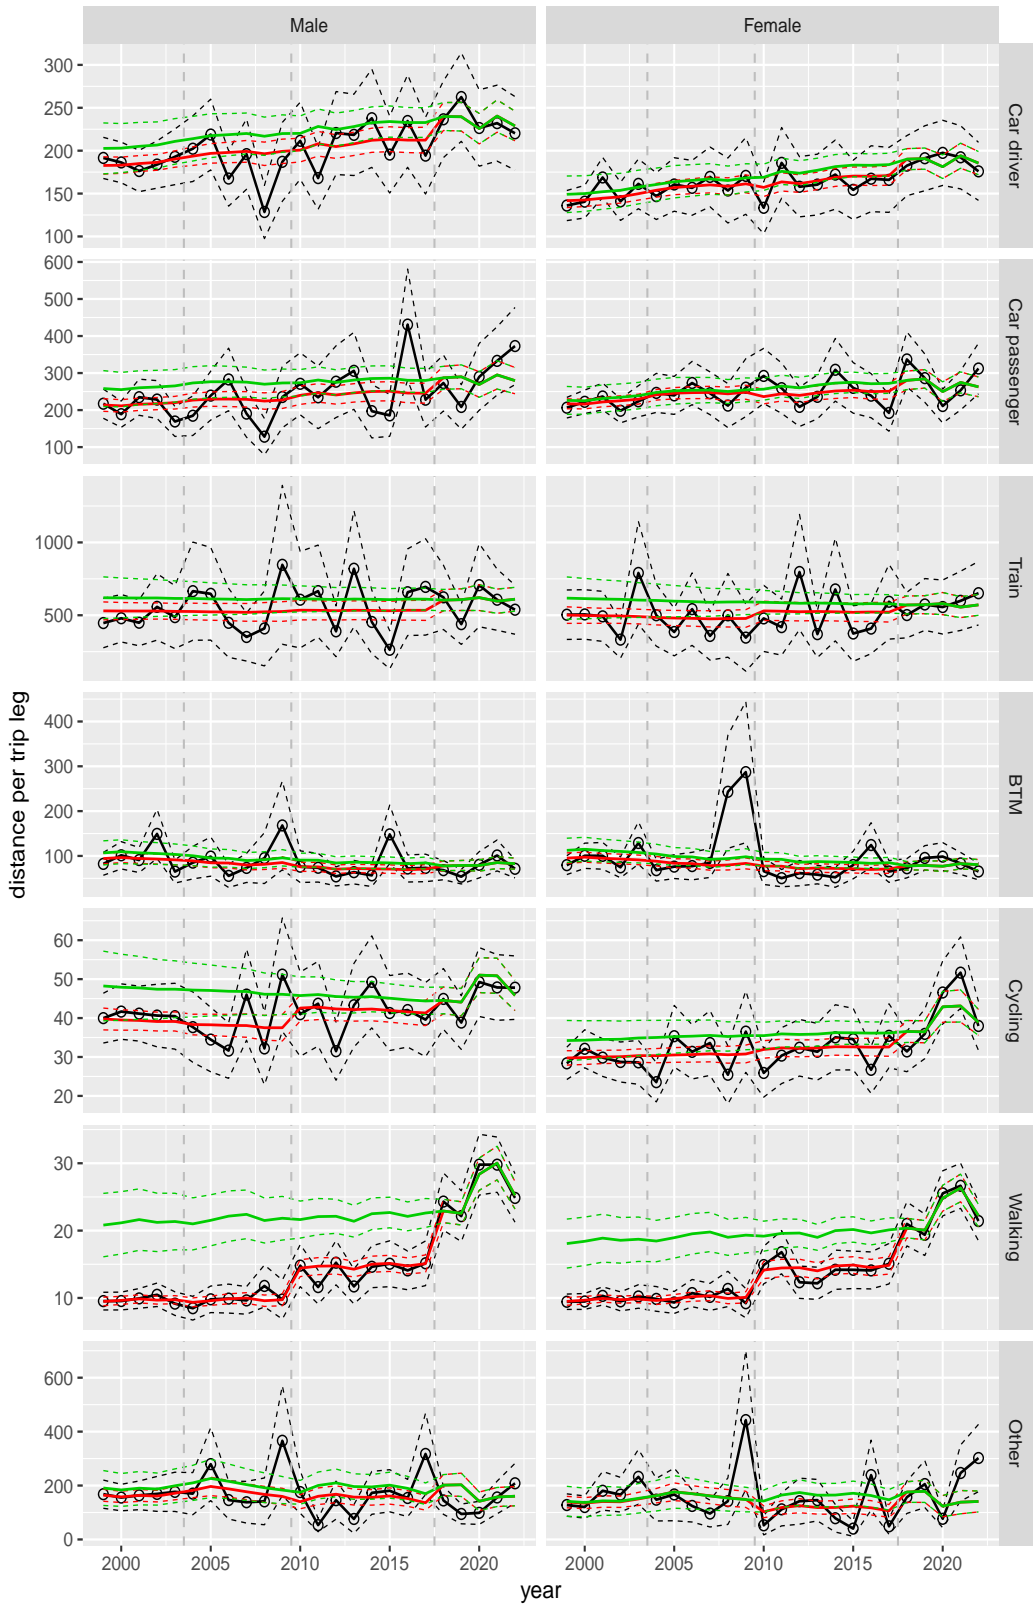 Male Female
300
250
200
150
100
Car driver
600
500
400
300
200
100
Car passenger
1000
500
Train
400
300
200
100
BTM
60
50
40
30
20
Cycling
30
20
10
Walking
600
400
200
0
Other
2000 2005 2010 2015 2020 2000 2005 2010 2015 2020
year
distance per trip leg